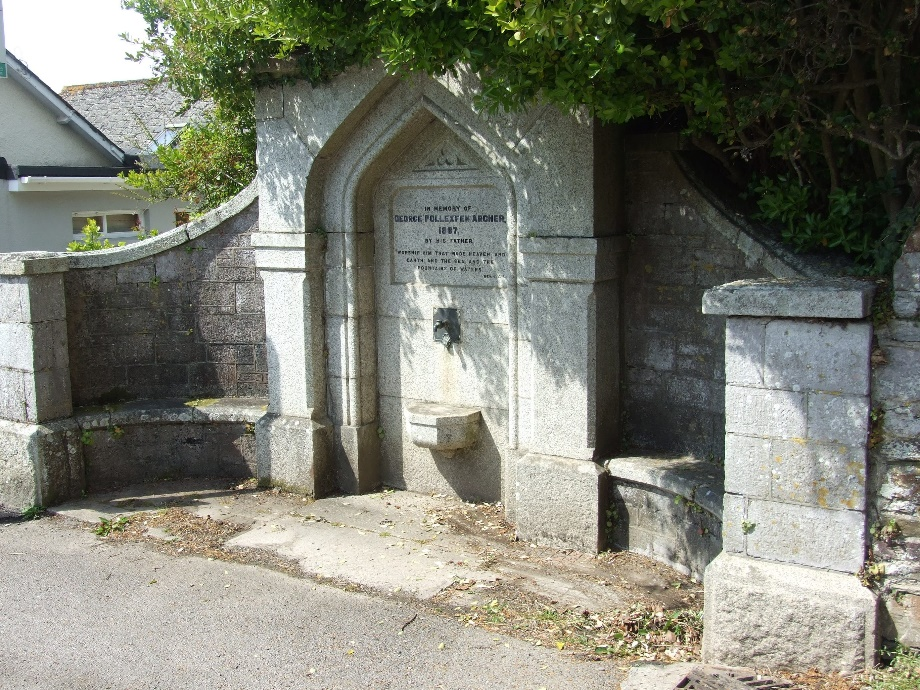 IN MEMORY OF
GEORGE POLLEXFEN ARCHER
1887.
BY HIS FATHER.
WORSHIP HIM THAT MADE HEAVEN AND
EARTH AND THE SEA AND THE
FOUNTAINS OF WATERS.